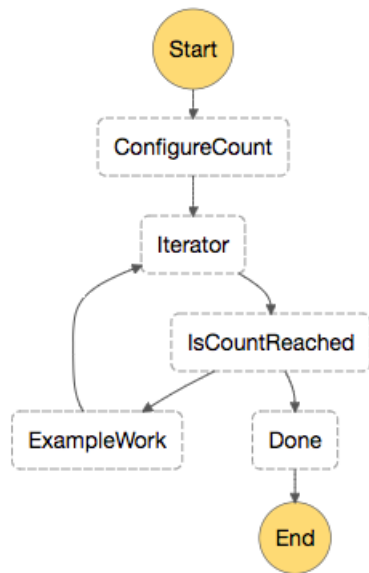 Start
ConfigureCount
Iterator
IsCountReached
ExampleWork
Done
End